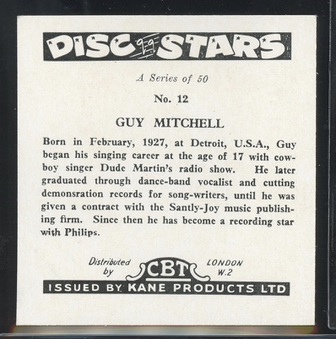 DISC STARS
A Series of 50
No. 12
GUY MITCHELL
Born in February, 1927, at Detroit, U.S.A., Guy
began his singing career at the age of 17 with cow-
boy singer Dude Martin's radio show. He later
graduated through dance-band vocalist and cutting
demonsration records for song-writers, until he was
given a contract with the Santly-Joy music publish-
ing firm. Since then he has become a recording star
with Philips.
Distributed by CBT LONDON W.2
ISSUED BY KANE PRODUCTS LTD